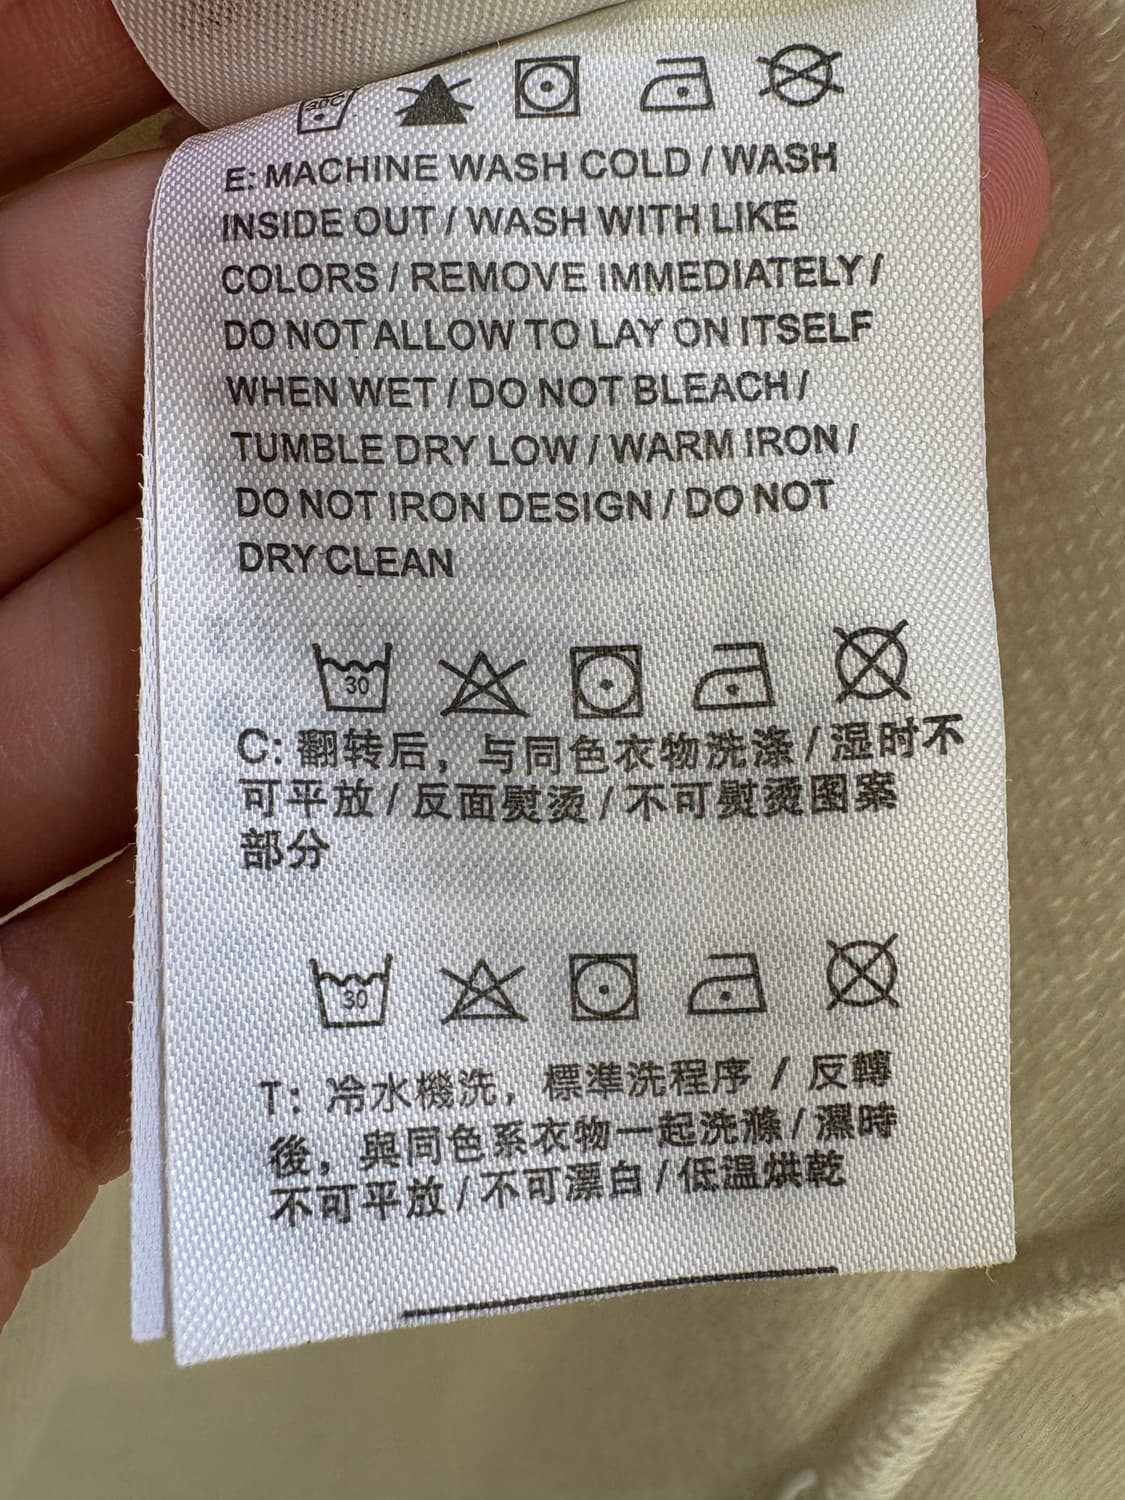 30C
E: MACHINE WASH COLD / WASH
INSIDE OUT / WASH WITH LIKE
COLORS / REMOVE IMMEDIATELY /
DO NOT ALLOW TO LAY ON ITSELF
WHEN WET / DO NOT BLEACH /
TUMBLE DRY LOW / WARM IRON /
DO NOT IRON DESIGN / DO NOT
DRY CLEAN
30
C: 翻转后，与同色衣物洗涤 / 湿时不
可平放 / 反面熨烫 / 不可熨烫图案
部分
30
T: 冷水機洗，標準洗程序 / 反轉
後，與同色系衣物一起洗滌 / 濕時
不可平放 / 不可漂白 / 低溫烘乾